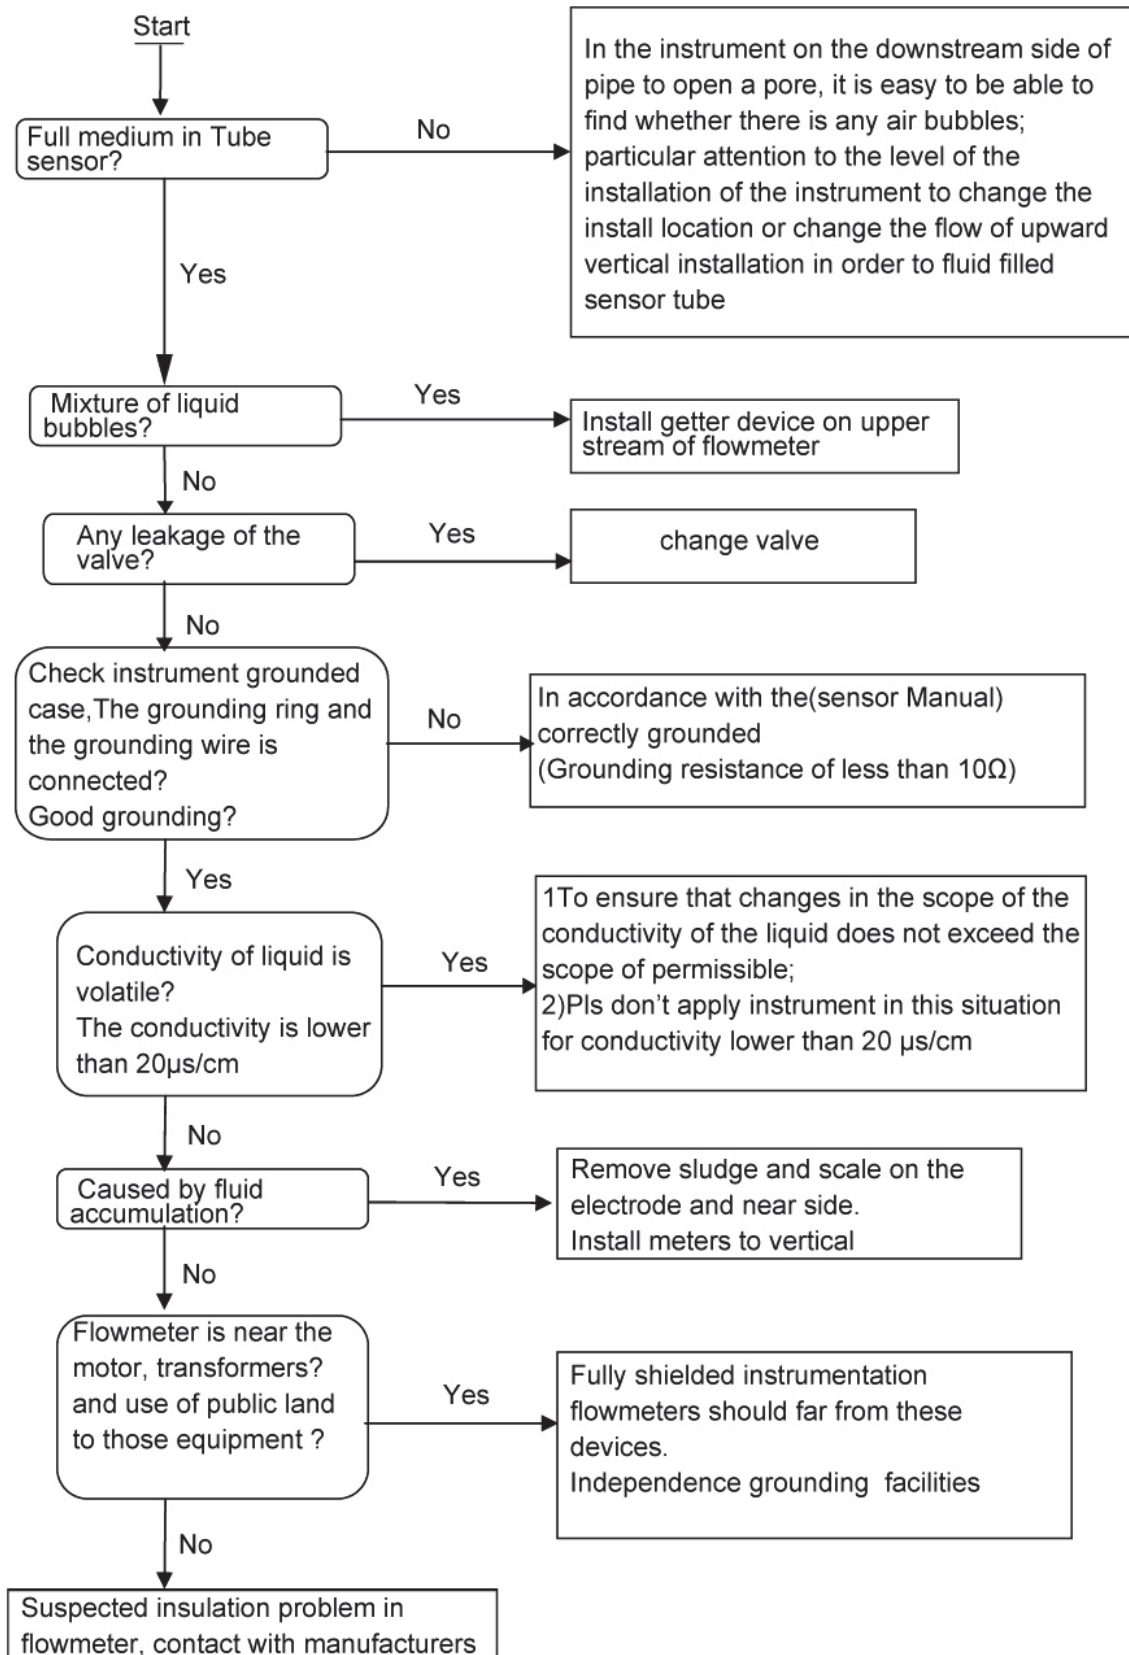 Start
Full medium in Tube
sensor?
No
In the instrument on the downstream side of
pipe to open a pore, it is easy to be able to
find whether there is any air bubbles;
particular attention to the level of the
installation of the instrument to change the
install location or change the flow of upward
vertical installation in order to fluid filled
sensor tube
Yes
Mixture of liquid
bubbles?
Yes
Install getter device on upper
stream of flowmeter
No
Any leakage of the
valve?
Yes
change valve
No
Check instrument grounded
case,The grounding ring and
the grounding wire is
connected?
Good grounding?
No
In accordance with the(sensor Manual)
correctly grounded
(Grounding resistance of less than 10Ω)
Yes
Conductivity of liquid is
volatile?
The conductivity is lower
than 20μs/cm
Yes
1To ensure that changes in the scope of the
conductivity of the liquid does not exceed the
scope of permissible;
2)Pls don't apply instrument in this situation
for conductivity lower than 20 μs/cm
No
Caused by fluid
accumulation?
Yes
Remove sludge and scale on the
electrode and near side.
Install meters to vertical
No
Flowmeter is near the
motor, transformers?
and use of public land
to those equipment ?
Yes
Fully shielded instrumentation
flowmeters should far from these
devices.
Independence grounding facilities
No
Suspected insulation problem in
flowmeter, contact with manufacturers